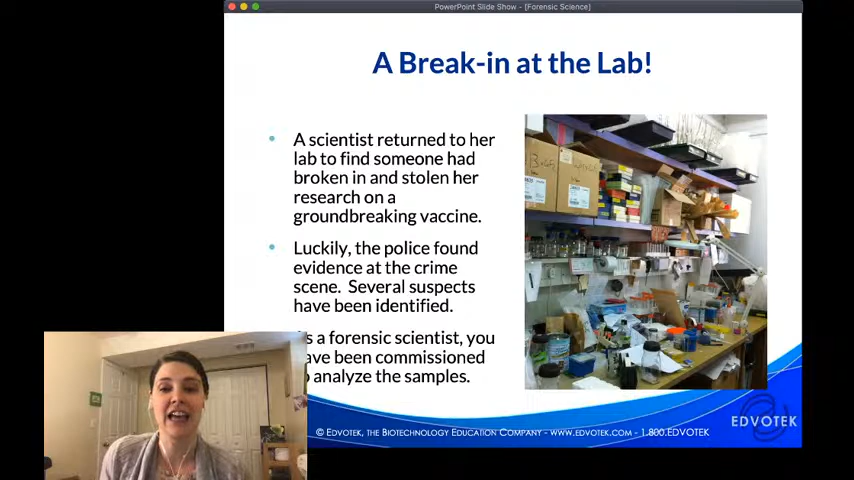 PowerPoint Slide Show - [Forensic Science]
A Break-in at the Lab!
A scientist returned to her
lab to find someone had
broken in and stolen her
research on a
groundbreaking vaccine.
Luckily, the police found
evidence at the crime
scene. Several suspects
have been identified.
s a forensic scientist, you
ave been commissioned
o analyze the samples.
© EDVOTEK, THE BIOTECHNOLOGY EDUCATION COMPANY - WWW.EDVOTEK.COM - 1.800.EDVOTEK
EDVOTEK